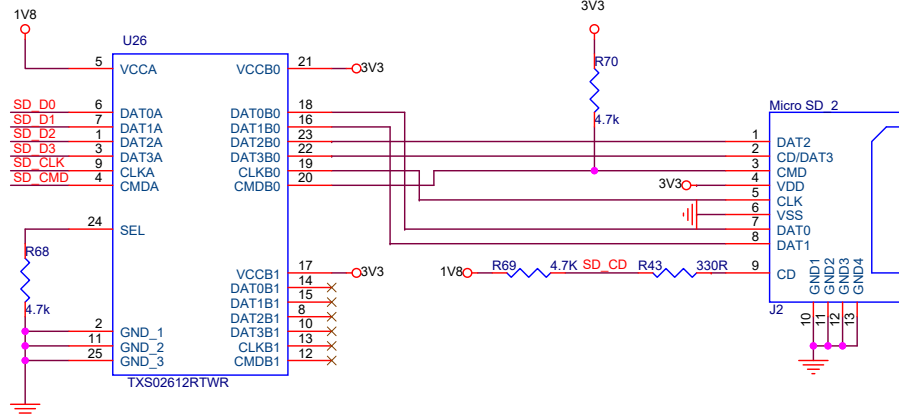 1V8
3V3
U26
5 VCCA VCCB0 21 3V3
R70
4.7k
SD_D0 6 DAT0A DAT0B0 18
SD_D1 7 DAT1A DAT1B0 16
SD_D2 1 DAT2A DAT2B0 23
SD_D3 3 DAT3A DAT3B0 22
SD_CLK 9 CLKA CLKB0 19
SD_CMD 4 CMDA CMDB0 20
Micro SD_2
1 DAT2
2 CD/DAT3
3 CMD
3V3 4 VDD
5 CLK
6 VSS
7 DAT0
8 DAT1
24 SEL
R68
4.7k
VCCB1 17 3V3
DAT0B1 14
DAT1B1 15
DAT2B1 8
DAT3B1 10
CLKB1 13
CMDB1 12
2 GND_1
11 GND_2
25 GND_3
TXS02612RTWR
1V8 R69 4.7K SD_CD R43 330R 9 CD
GND1 GND2 GND3 GND4
J2
10 11 12 13